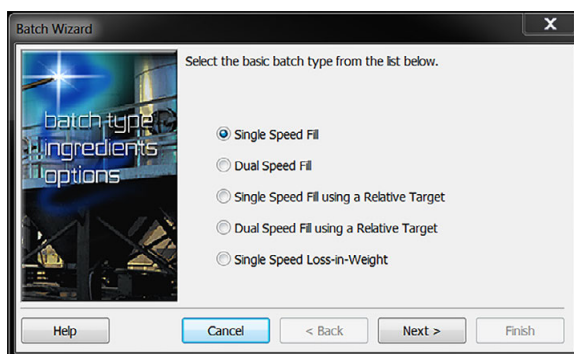 Batch Wizard
X
Select the basic batch type from the list below.
batch type
ingredients
options
Single Speed Fill
Dual Speed Fill
Single Speed Fill using a Relative Target
Dual Speed Fill using a Relative Target
Single Speed Loss-in-Weight
Help
Cancel
< Back
Next >
Finish